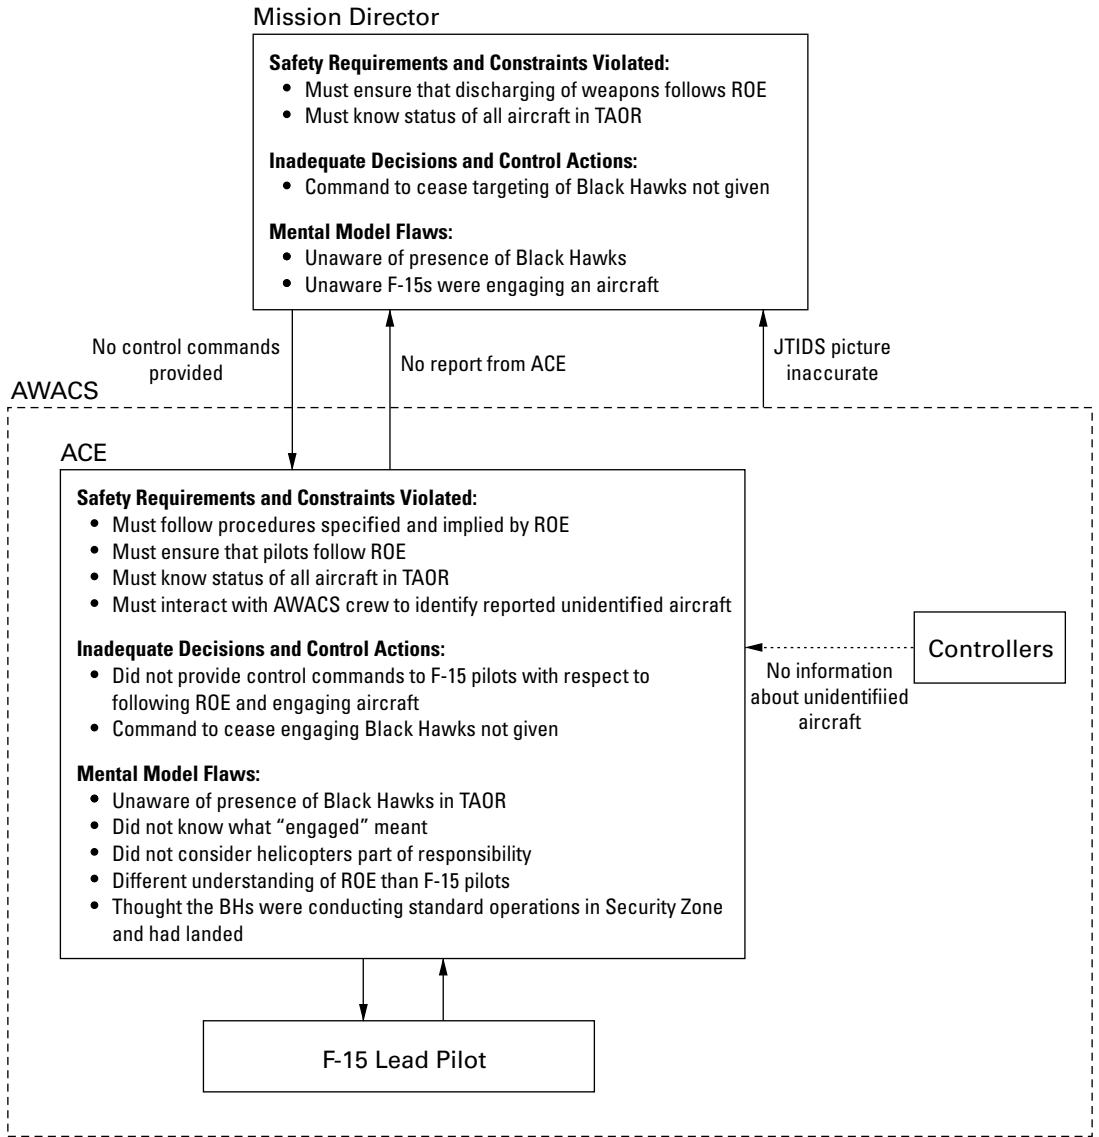 Mission Director
Safety Requirements and Constraints Violated:
• Must ensure that discharging of weapons follows ROE
• Must know status of all aircraft in TAOR
Inadequate Decisions and Control Actions:
• Command to cease targeting of Black Hawks not given
Mental Model Flaws:
• Unaware of presence of Black Hawks
• Unaware F-15s were engaging an aircraft
No control commands
provided
No report from ACE
JTIDS picture
inaccurate
AWACS
ACE
Safety Requirements and Constraints Violated:
• Must follow procedures specified and implied by ROE
• Must ensure that pilots follow ROE
• Must know status of all aircraft in TAOR
• Must interact with AWACS crew to identify reported unidentified aircraft
Inadequate Decisions and Control Actions:
• Did not provide control commands to F-15 pilots with respect to
following ROE and engaging aircraft
• Command to cease engaging Black Hawks not given
Mental Model Flaws:
• Unaware of presence of Black Hawks in TAOR
• Did not know what “engaged” meant
• Did not consider helicopters part of responsibility
• Different understanding of ROE than F-15 pilots
• Thought the BHs were conducting standard operations in Security Zone
and had landed
Controllers
No information
about unidentifiied
aircraft
F-15 Lead Pilot